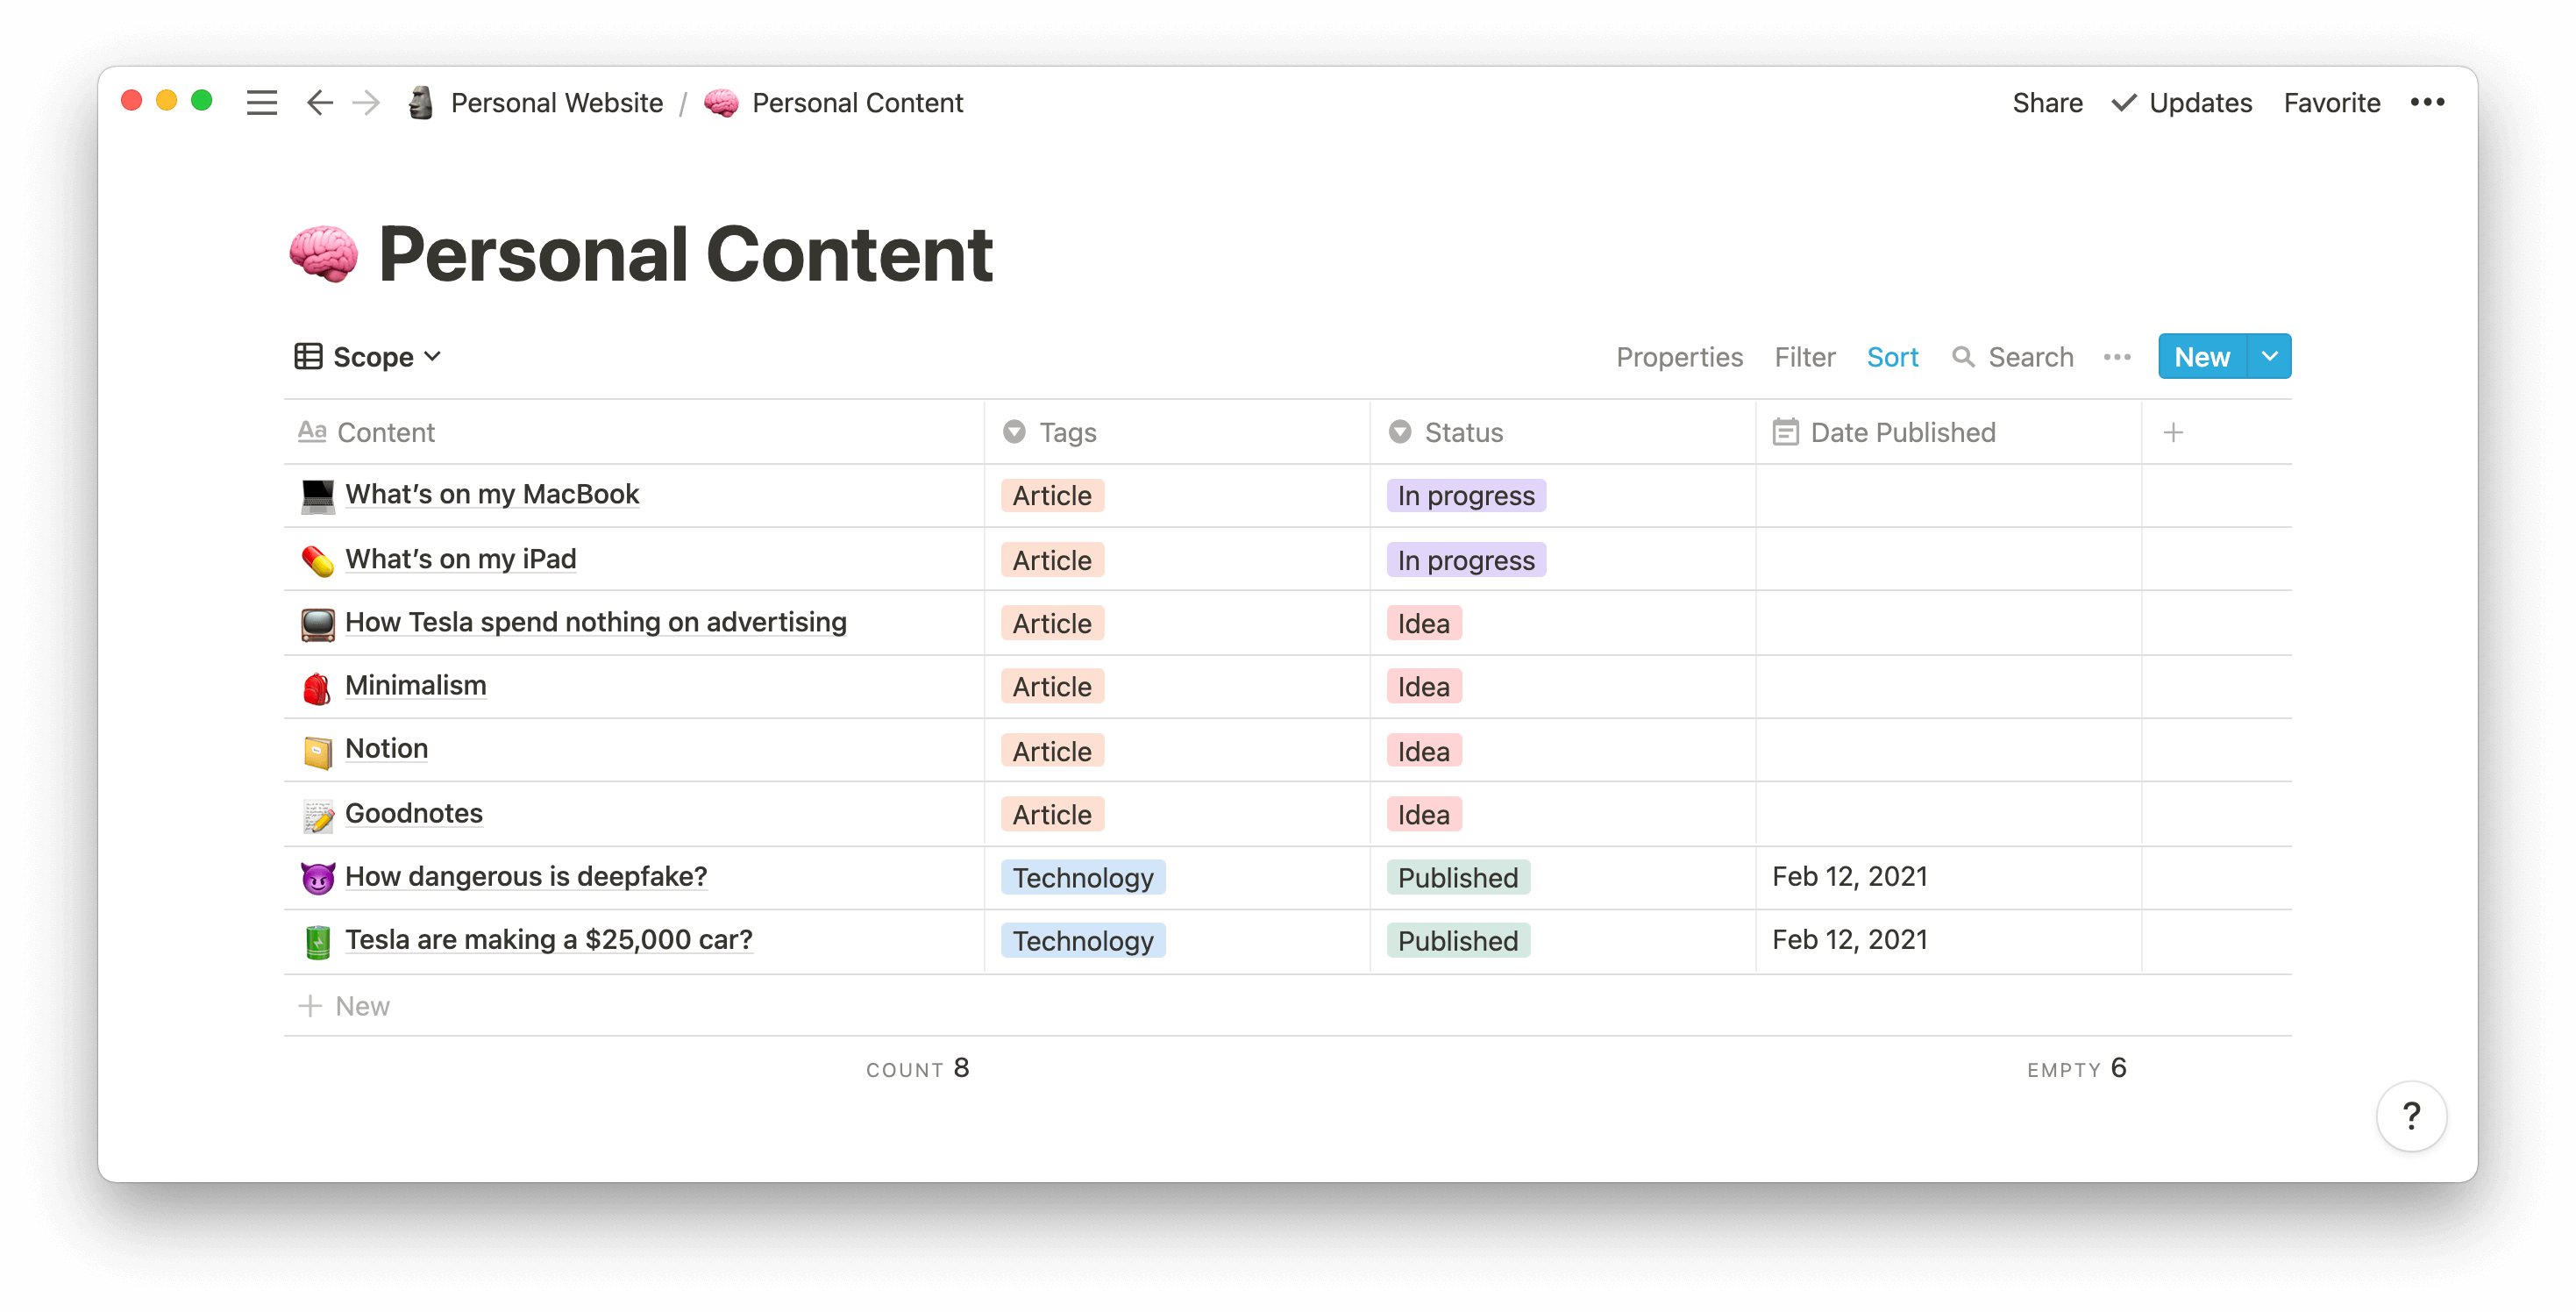 Personal Website / Personal Content Share Updates Favorite
Personal Content
Scope Properties Filter Sort Search New
Aa Content Tags Status Date Published
What’s on my MacBook Article In progress
What’s on my iPad Article In progress
How Tesla spend nothing on advertising Article Idea
Minimalism Article Idea
Notion Article Idea
Goodnotes Article Idea
How dangerous is deepfake? Technology Published Feb 12, 2021
Tesla are making a $25,000 car? Technology Published Feb 12, 2021
+ New
COUNT 8 EMPTY 6
?